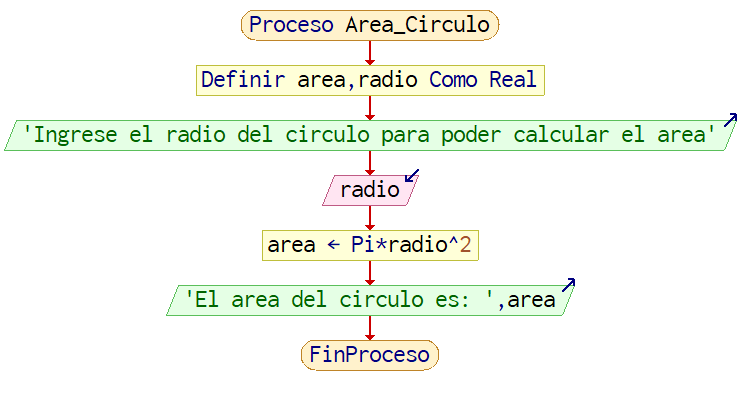 Proceso Area_Circulo
Definir area,radio Como Real
'Ingrese el radio del circulo para poder calcular el area'
radio
area ← Pi*radio^2
'El area del circulo es: ',area
FinProceso